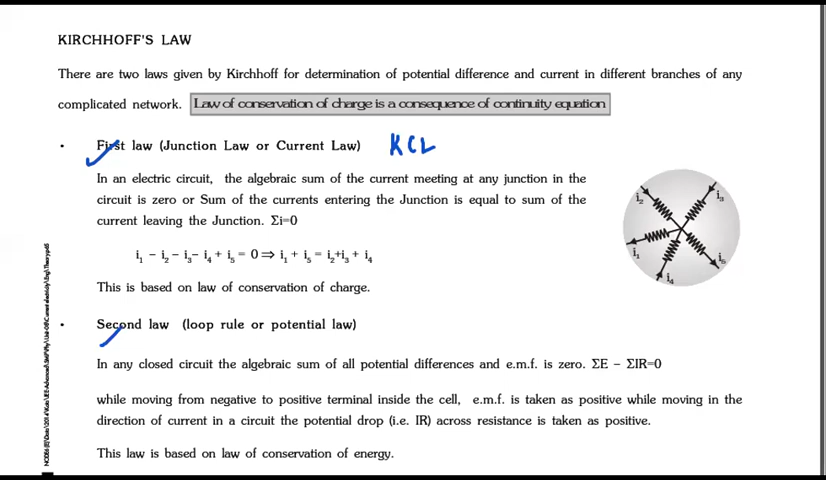 KIRCHHOFF'S LAW
There are two laws given by Kirchhoff for determination of potential difference and current in different branches of any
complicated network. Law of conservation of charge is a consequence of continuity equation
• First law (Junction Law or Current Law) KCL
In an electric circuit, the algebraic sum of the current meeting at any junction in the
circuit is zero or Sum of the currents entering the Junction is equal to sum of the
current leaving the Junction. Σi=0
i₁ – i₂ – i₃ – i₄ + i₅ = 0 ⇒ i₁ + i₅ = i₂+i₃ + i₄
This is based on law of conservation of charge.
i₂
i₃
i₁
i₅
i₄
• Second law (loop rule or potential law)
In any closed circuit the algebraic sum of all potential differences and e.m.f. is zero. ΣE – ΣIR=0
while moving from negative to positive terminal inside the cell, e.m.f. is taken as positive while moving in the
direction of current in a circuit the potential drop (i.e. IR) across resistance is taken as positive.
This law is based on law of conservation of energy.